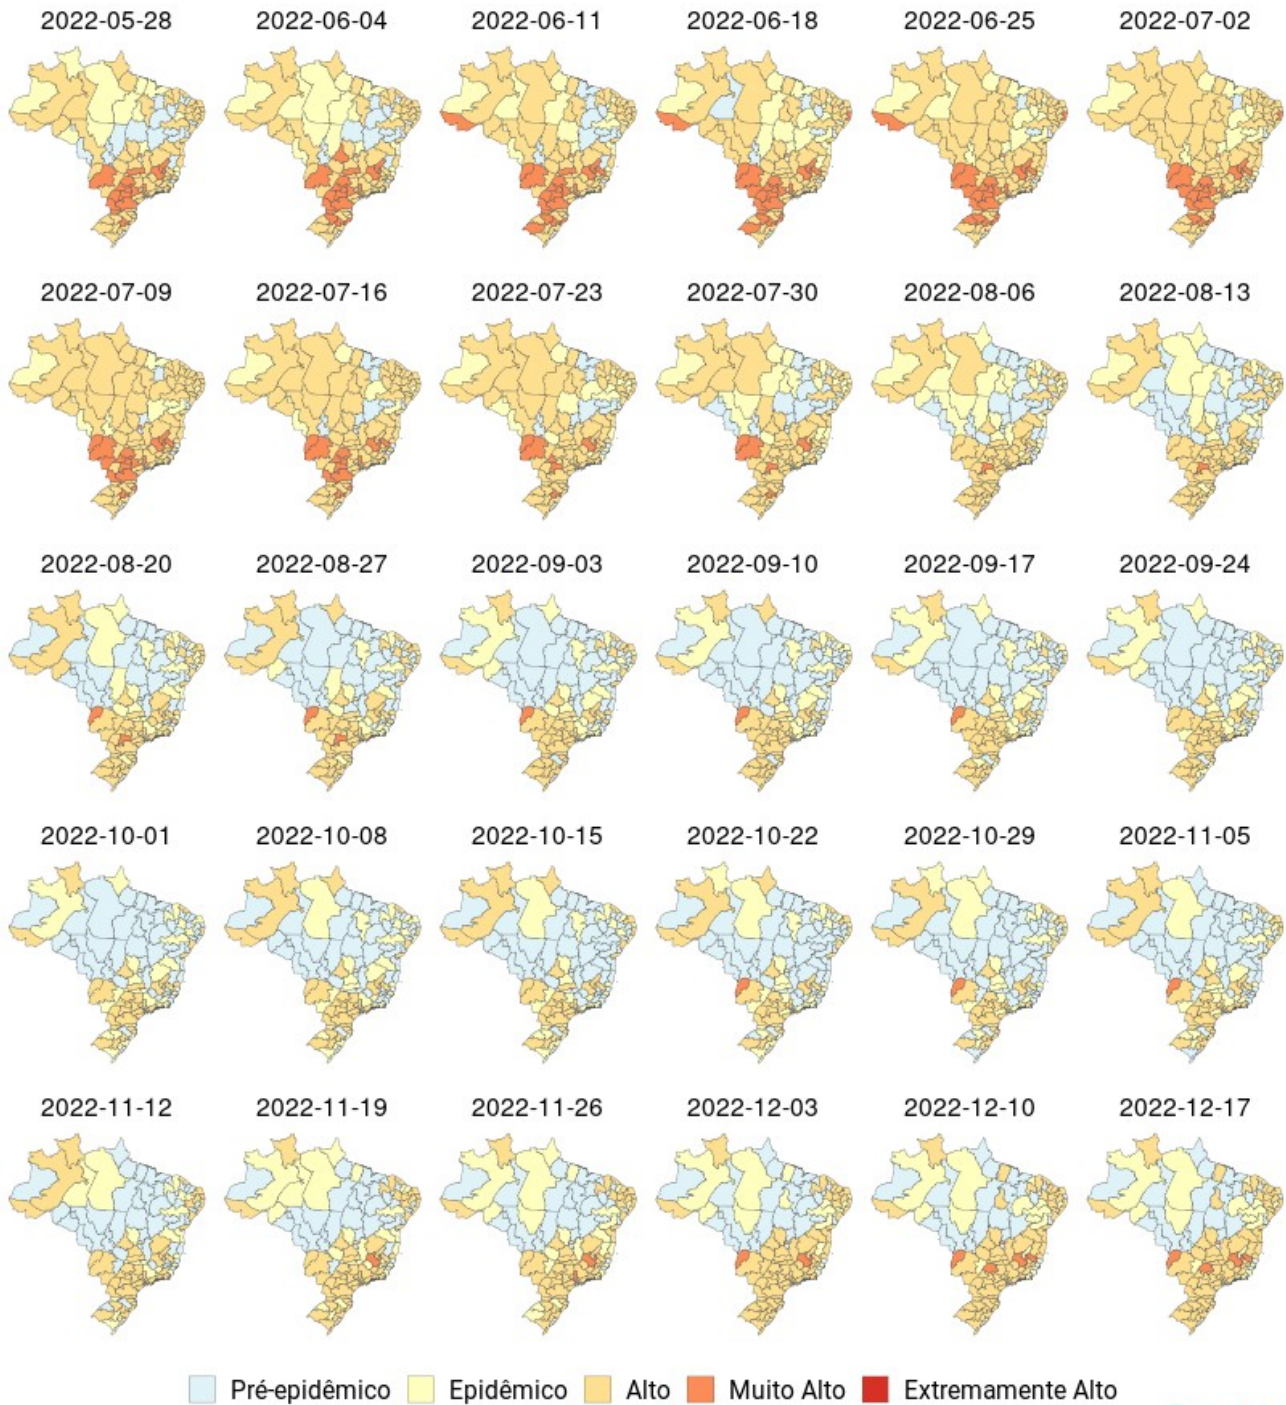 2022-05-28 2022-06-04 2022-06-11 2022-06-18 2022-06-25 2022-07-02
2022-07-09 2022-07-16 2022-07-23 2022-07-30 2022-08-06 2022-08-13
2022-08-20 2022-08-27 2022-09-03 2022-09-10 2022-09-17 2022-09-24
2022-10-01 2022-10-08 2022-10-15 2022-10-22 2022-10-29 2022-11-05
2022-11-12 2022-11-19 2022-11-26 2022-12-03 2022-12-10 2022-12-17
Pré-epidêmico Epidêmico Alto Muito Alto Extremamente Alto